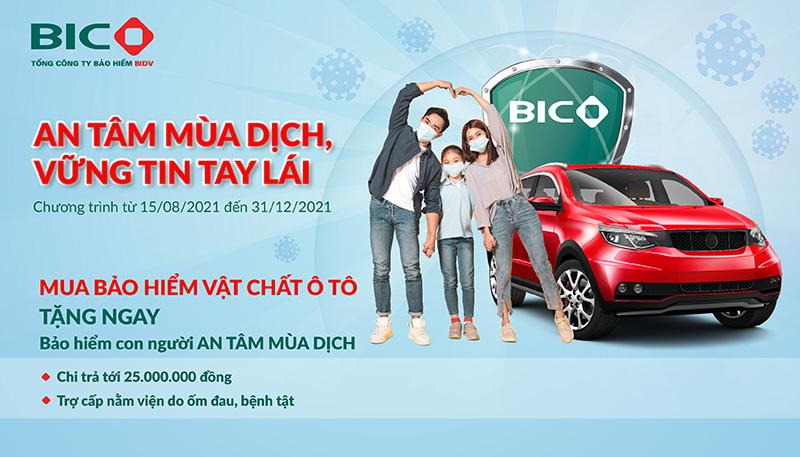 BIC
TỔNG CÔNG TY BẢO HIỂM BIDV
AN TÂM MÙA DỊCH,
VỮNG TIN TAY LÁI
Chương trình từ 15/08/2021 đến 31/12/2021
BIC
MUA BẢO HIỂM VẬT CHẤT Ô TÔ
TẶNG NGAY
Bảo hiểm con người AN TÂM MÙA DỊCH
Chi trả tới 25.000.000 đồng
Trợ cấp nằm viện do ốm đau, bệnh tật